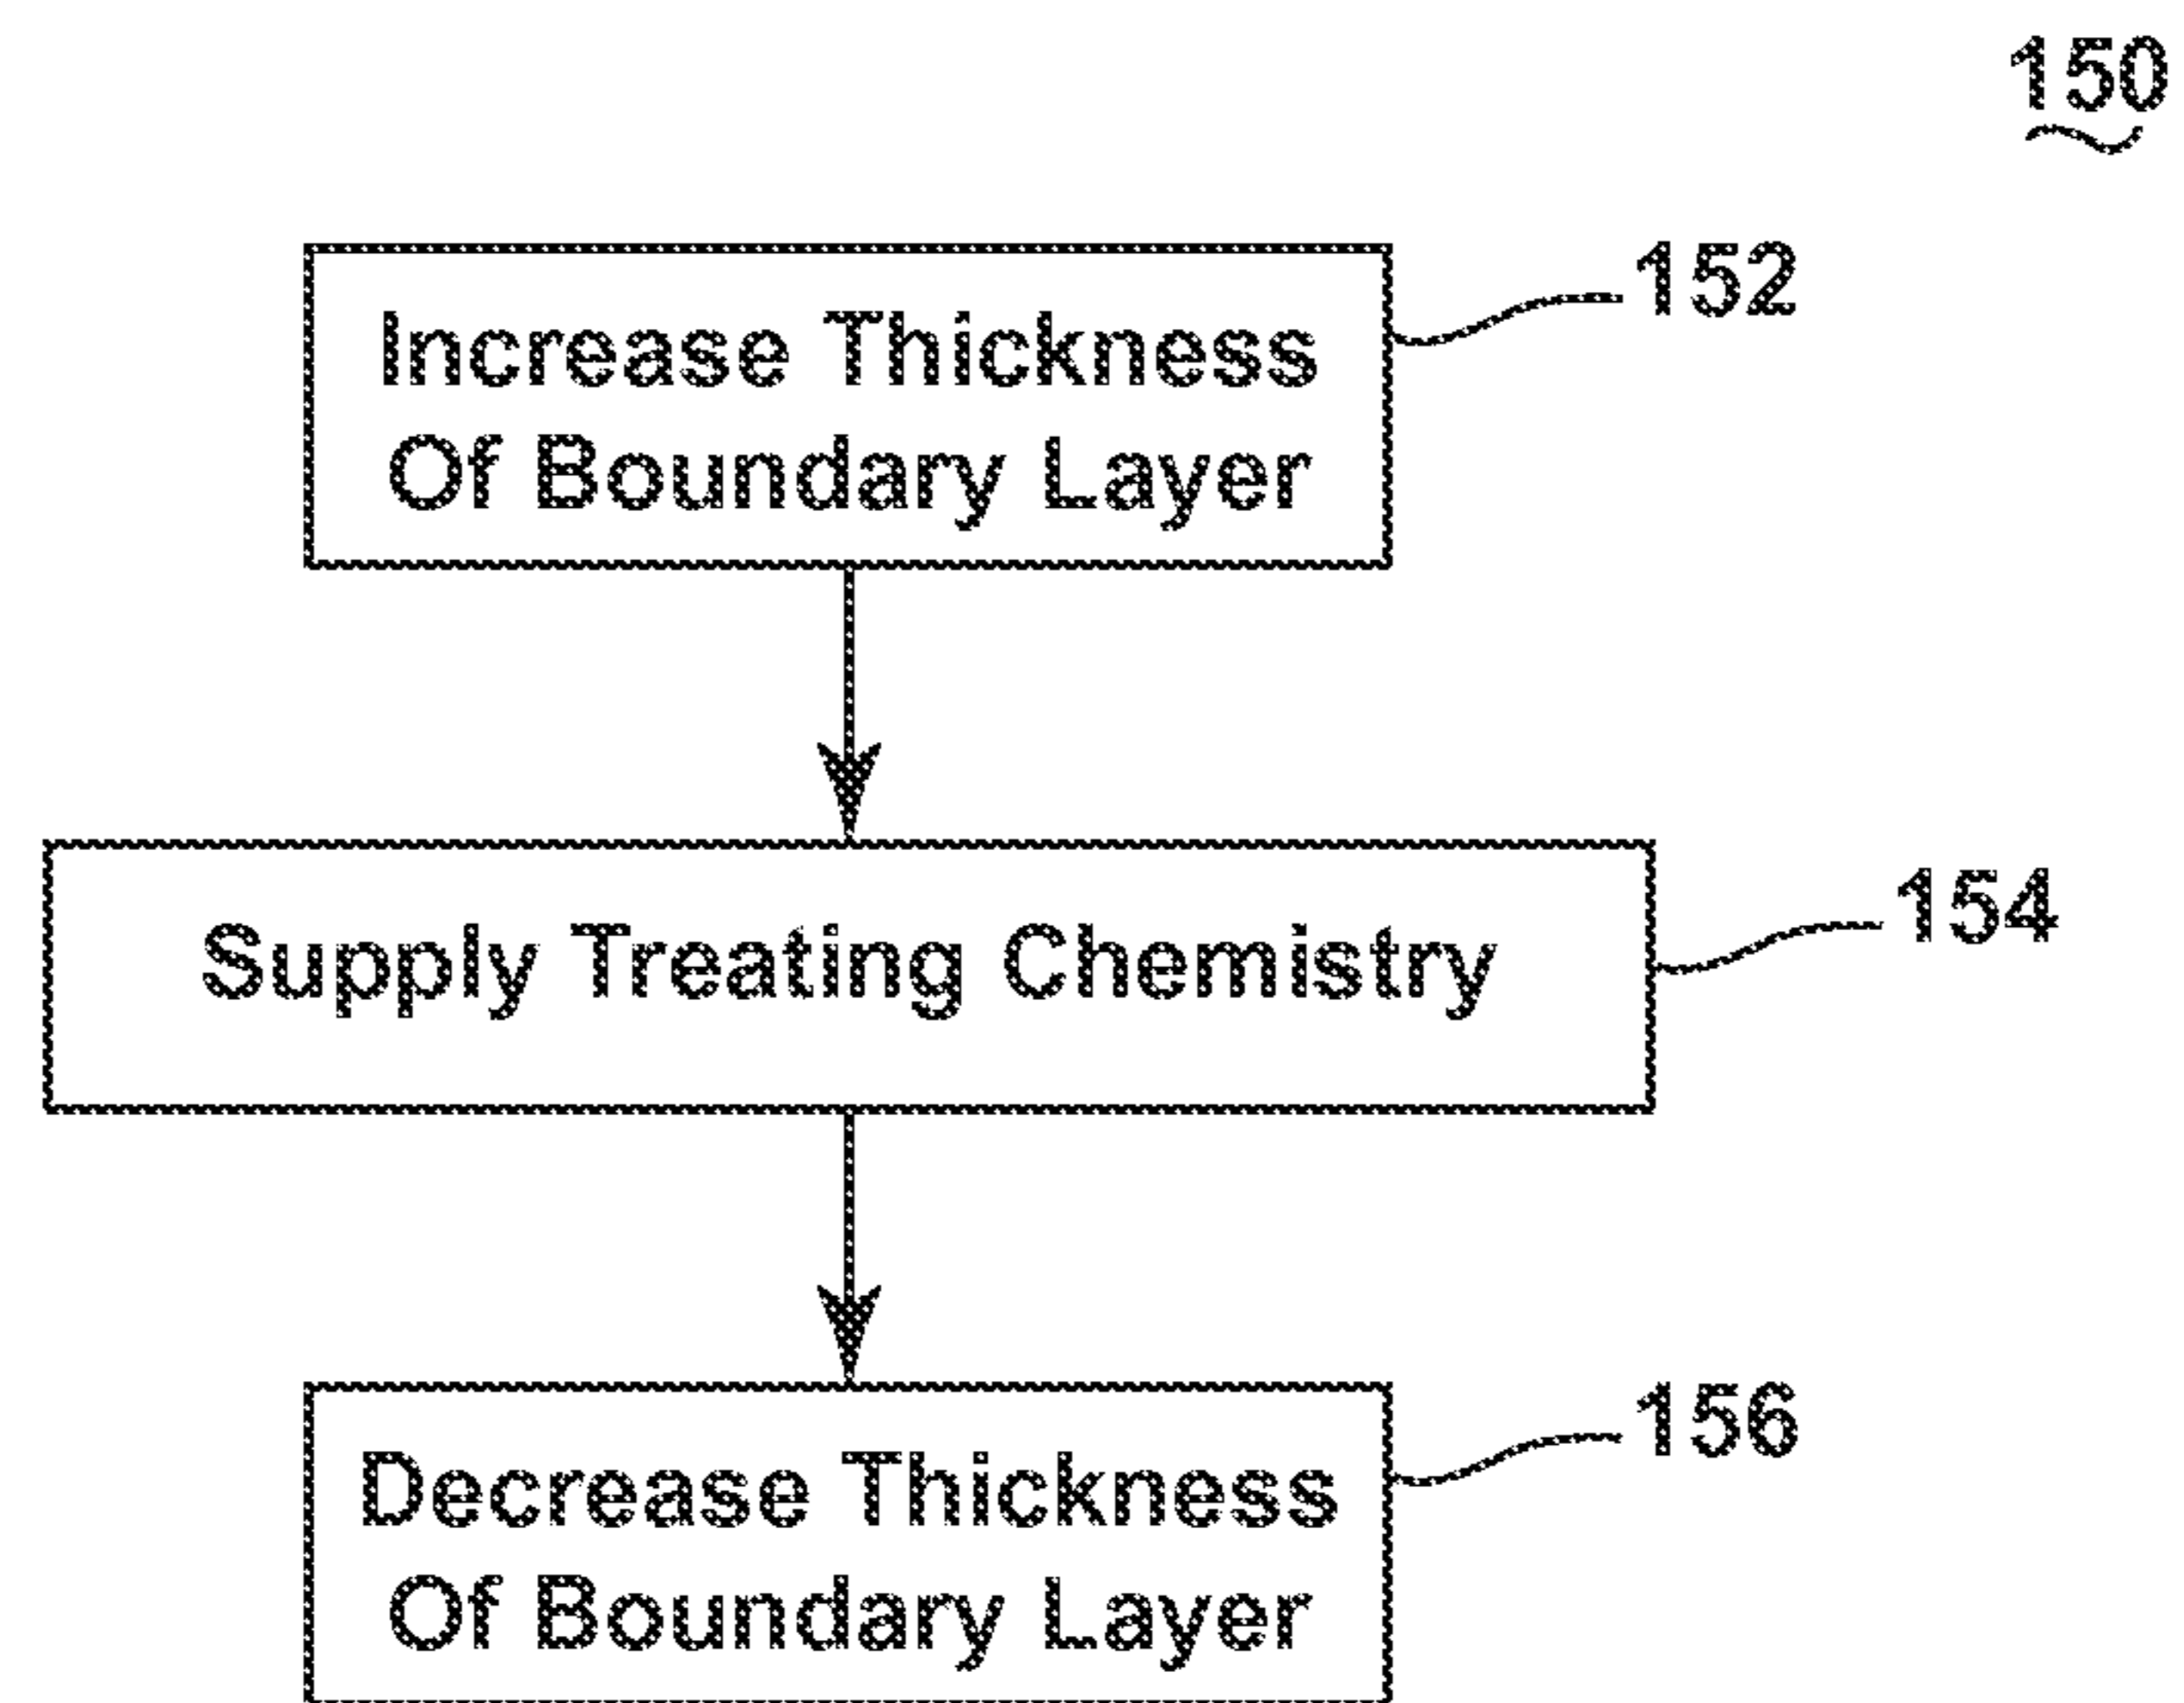 150
Increase Thickness
Of Boundary Layer
152
Supply Treating Chemistry
154
Decrease Thickness
Of Boundary Layer
156